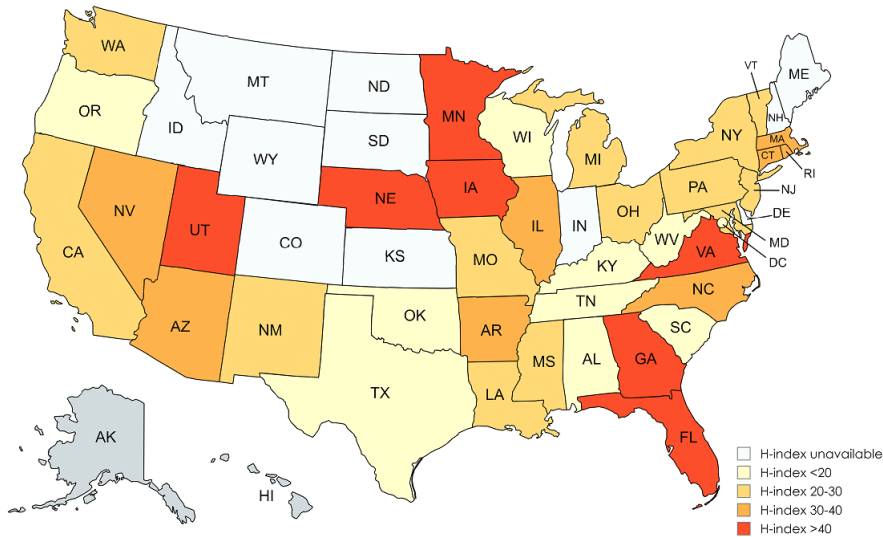 WA
MT
ND
MN
VT
ME
OR
ID
SD
WI
NH
NY
MA
WY
MI
CT
RI
NE
IA
PA
NJ
NV
UT
IL
IN
OH
DE
CA
CO
KS
MO
WV
VA
MD
KY
DC
AZ
NM
OK
AR
TN
NC
TX
LA
MS
AL
GA
SC
AK
HI
FL
H-index unavailable
H-index <20
H-index 20-30
H-index 30-40
H-index >40